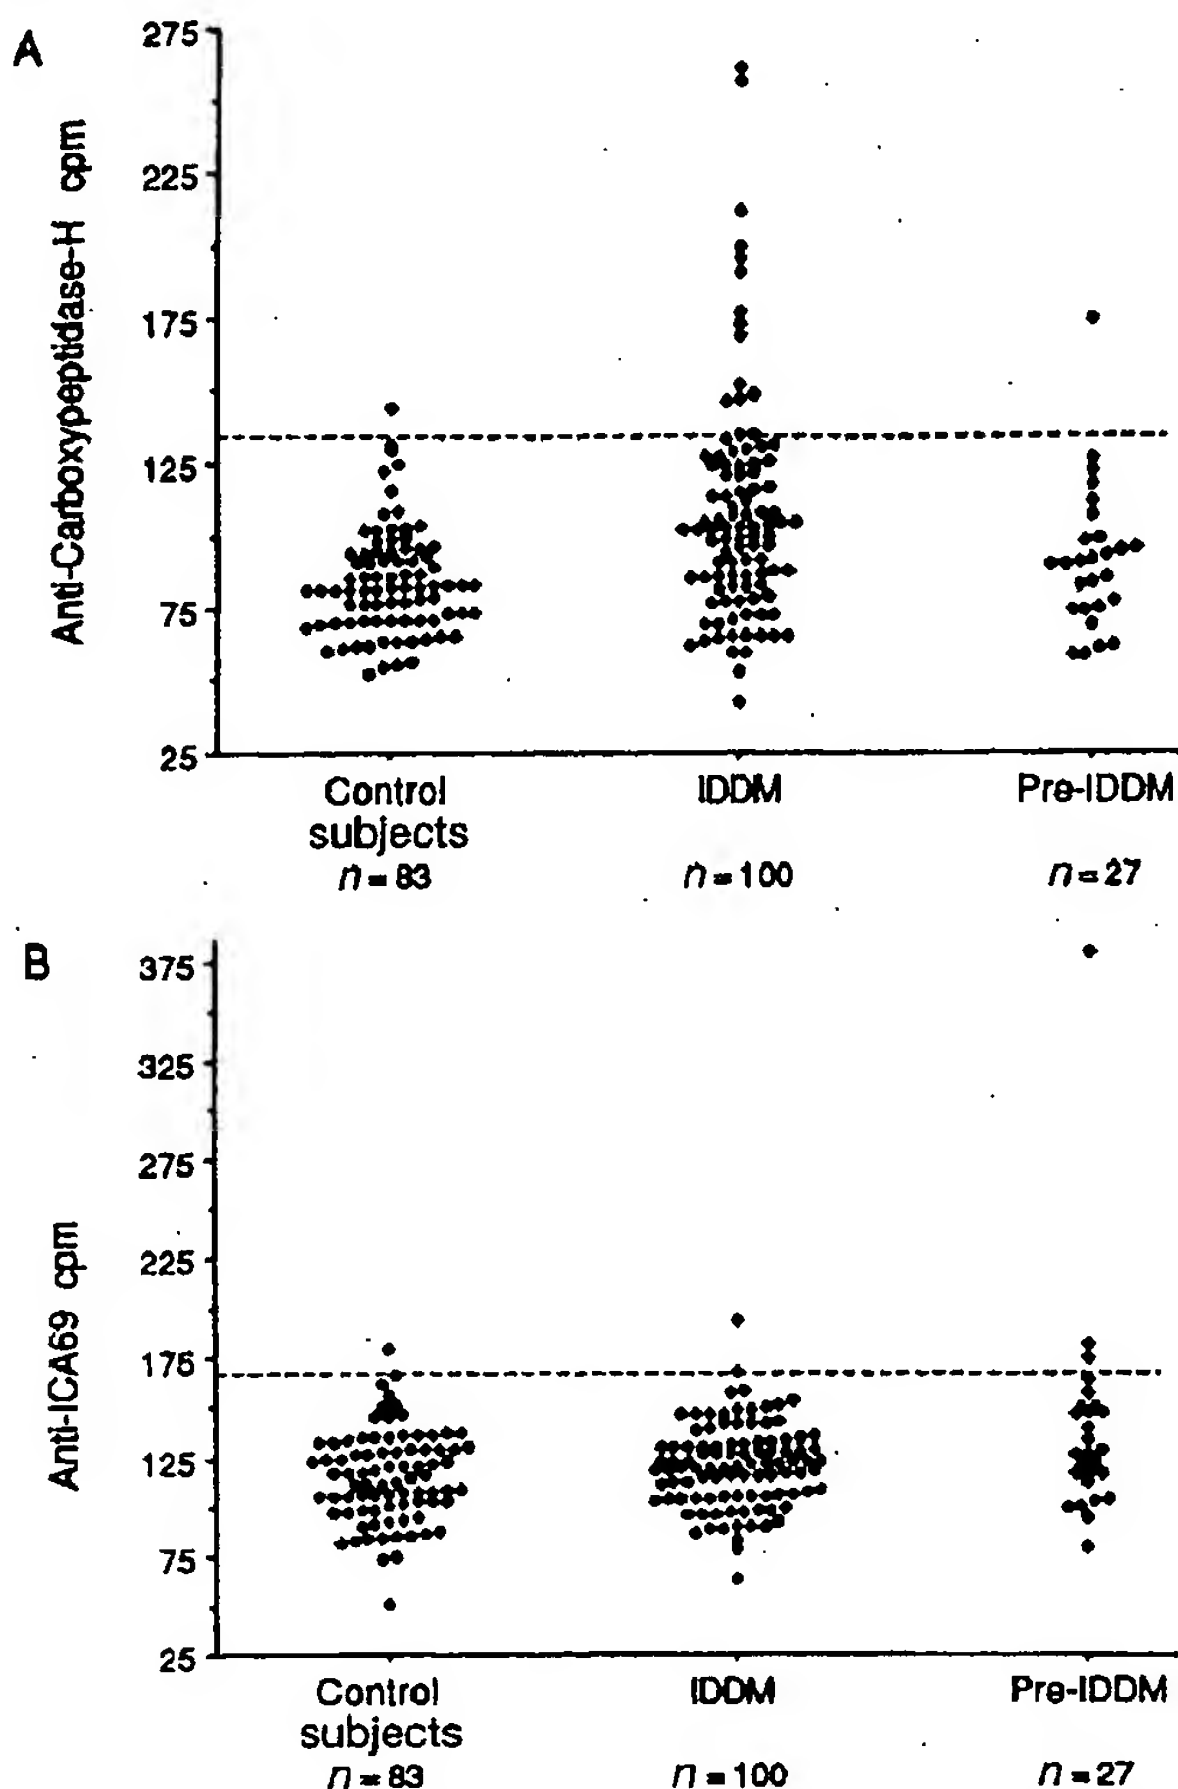 A
275
225
175
125
75
25
Anti-Carboxypeptidase-H cpm
Control
subjects
n = 83
IDDM
n = 100
Pre-IDDM
n = 27
B
375
325
275
225
175
125
75
25
Anti-ICA69 cpm
Control
subjects
n = 83
IDDM
n = 100
Pre-IDDM
n = 27